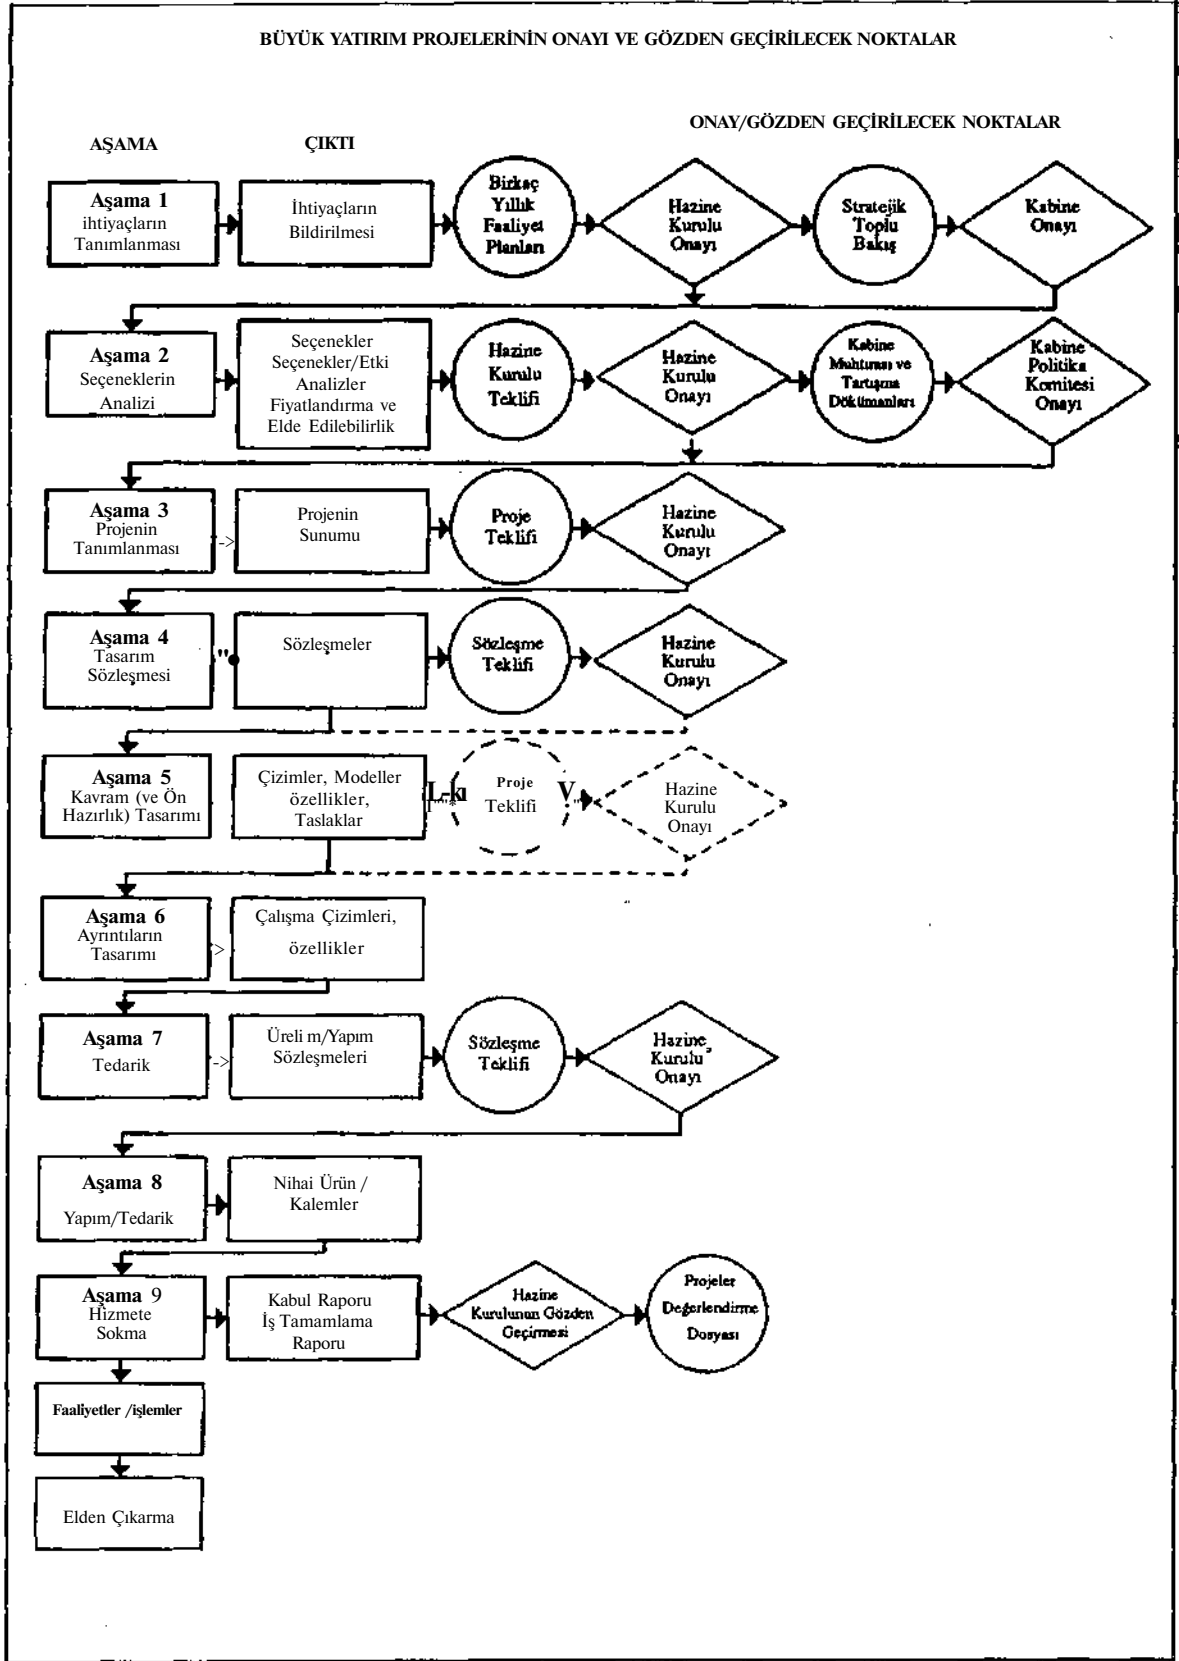 BÜYÜK YATIRIM PROJELERİNİN ONAYI VE GÖZDEN GEÇİRİLECEK NOKTALAR
ONAY/GÖZDEN GEÇİRİLECEK NOKTALAR
AŞAMA
ÇIKTI
Aşama 1
ihtiyaçların
Tanımlanması
İhtiyaçların
Bildirilmesi
Birkaç
Yıllık
Faaliyet
Planları
Hazine
Kurulu
Onayı
Stratejik
Toplu
Bakış
Kabine
Onayı
Aşama 2
Seçeneklerin
Analizi
Seçenekler
Seçenekler/Etki
Analizler
Fiyatlandırma ve
Elde Edilebilirlik
Hazine
Kurulu
Teklifi
Hazine
Kurulu
Onayı
Kabine
Muhtırası ve
Tartışma
Dökümanları
Kabine
Politika
Komitesi
Onayı
Aşama 3
Projenin
Tanımlanması
->
Projenin
Sunumu
Proje
Teklifi
Hazine
Kurulu
Onayı
Aşama 4
Tasarım
Sözleşmesi
"●
Sözleşmeler
Sözleşme
Teklifi
Hazine
Kurulu
Onayı
Aşama 5
Kavram (ve Ön
Hazırlık) Tasarımı
Çizimler, Modeller
özellikler,
Taslaklar
L-kı
Proje
Teklifi
V
Hazine
Kurulu
Onayı
Aşama 6
Ayrıntıların
Tasarımı
>
Çalışma Çizimleri,
özellikler
Aşama 7
Tedarik
->
Üreli m/Yapım
Sözleşmeleri
Sözleşme
Teklifi
Hazine
Kurulu
Onayı
Aşama 8
Yapım/Tedarik
Nihai Ürün /
Kalemler
Aşama 9
Hizmete
Sokma
Kabul Raporu
İş Tamamlama
Raporu
Hazine
Kurulunun Gözden
Geçirmesi
Projeler
Değerlendirme
Dosyası
Faaliyetler /işlemler
Elden Çıkarma